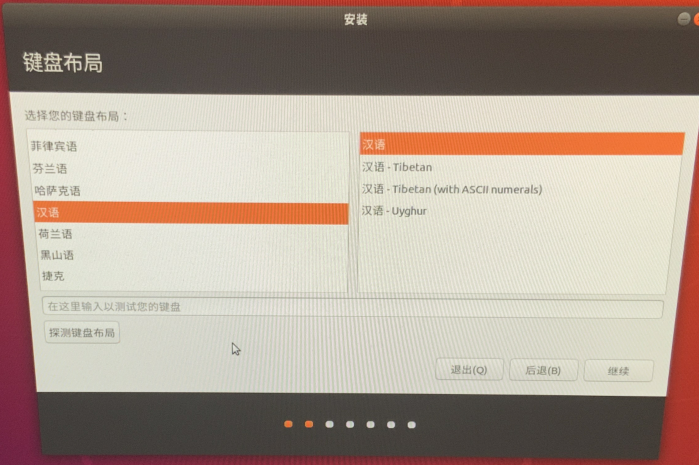 安装
键盘布局
选择您的键盘布局：
菲律宾语
芬兰语
哈萨克语
汉语
荷兰语
黑山语
捷克
汉语
汉语 - Tibetan
汉语 - Tibetan (with ASCII numerals)
汉语 - Uyghur
在这里输入以测试您的键盘
探测键盘布局
退出(Q)
后退(B)
继续